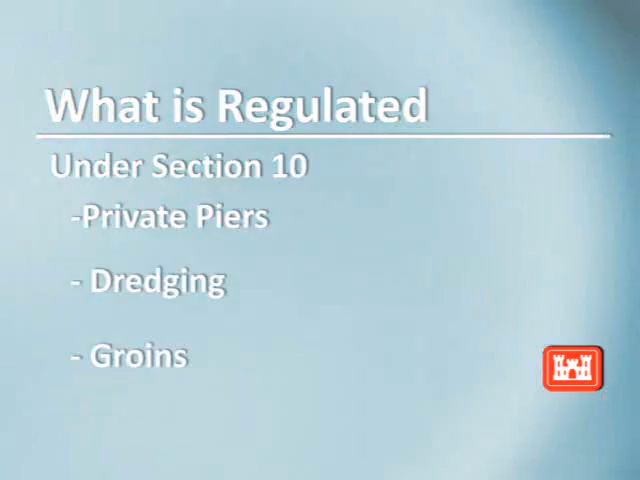 What is Regulated
Under Section 10
-Private Piers
- Dredging
- Groins